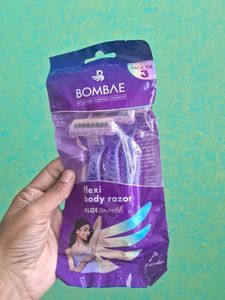 BOMBAE
PACK OF
3
flexi
body razor
ALOE smooth